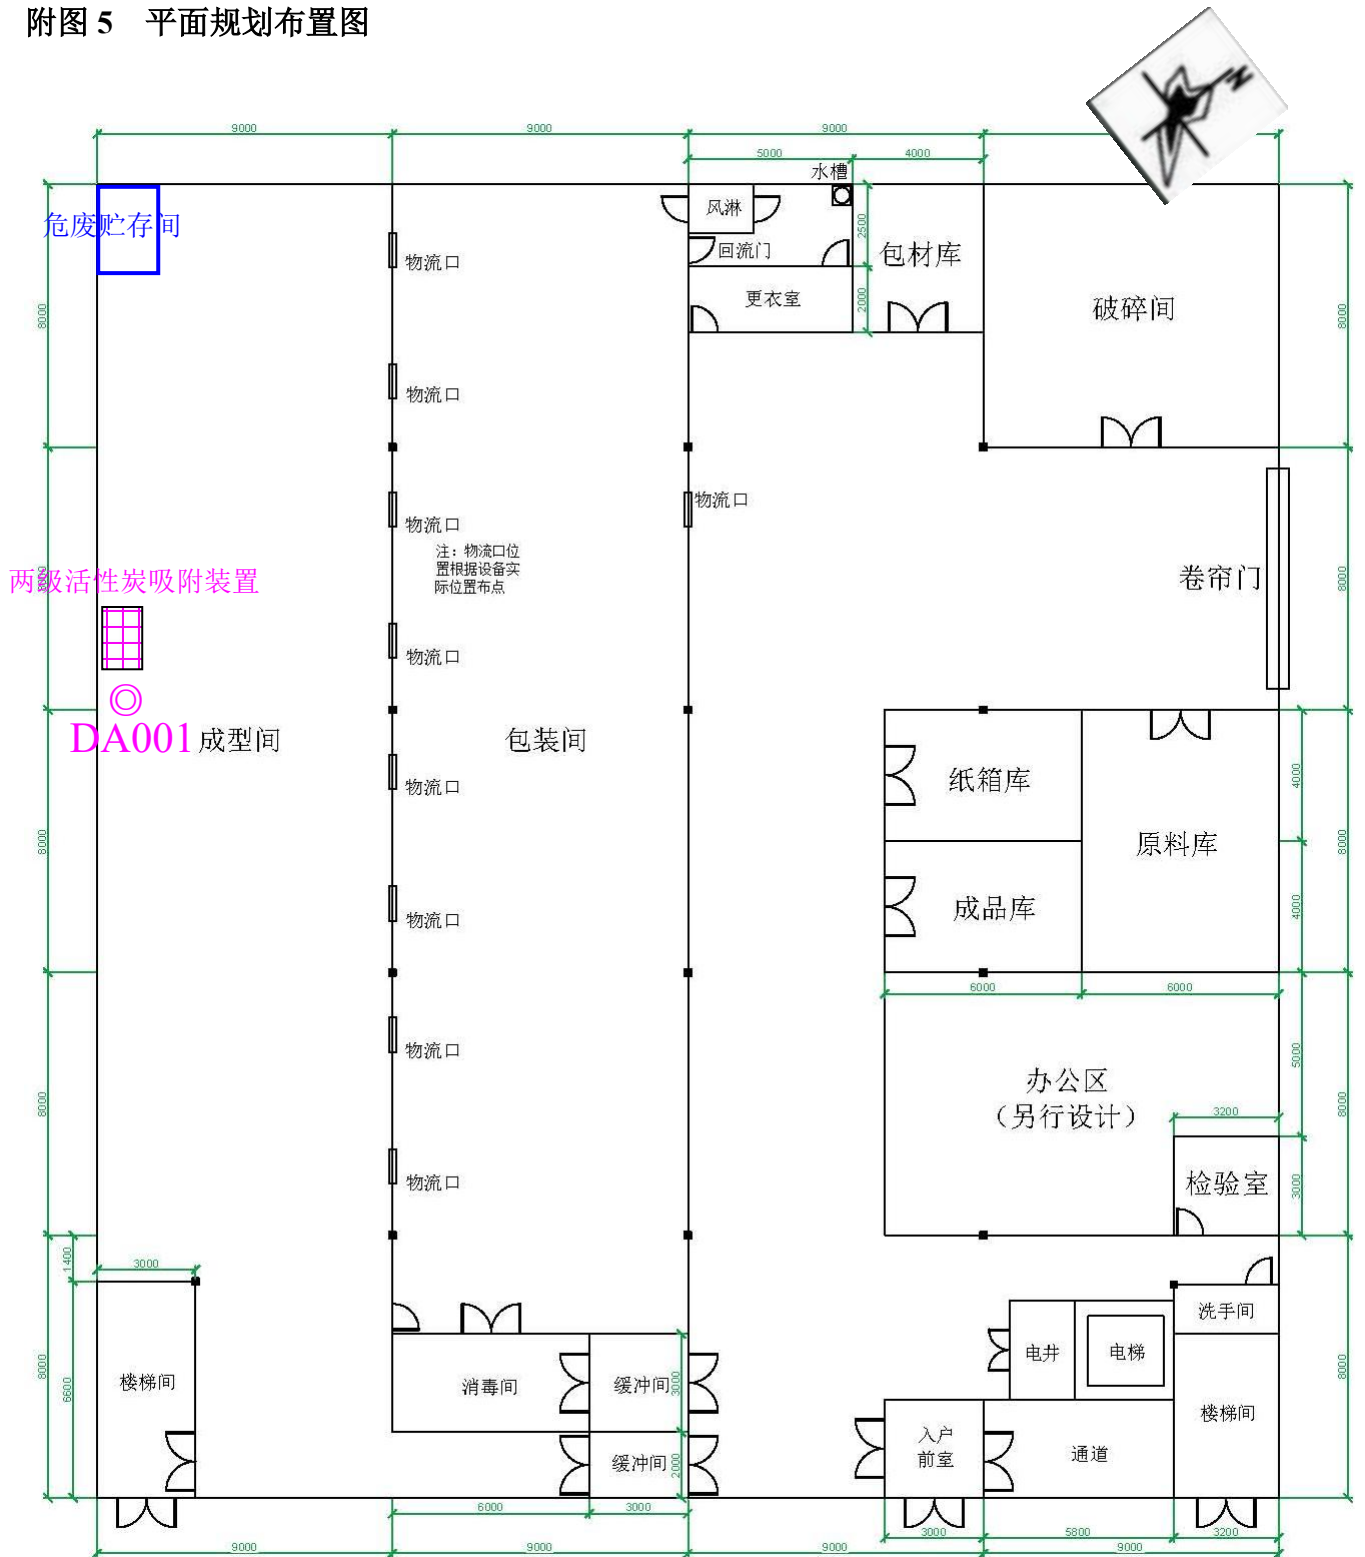 附图 5 平面规划布置图
N
9000
9000
9000
5000
4000
水槽
危废贮存间
风淋
回流门
2500
包材库
物流口
更衣室
2000
破碎间
8000
8000
物流口
物流口
物流口
注：物流口位
置根据设备实
际位置布点
卷帘门
8000
两级活性炭吸附装置
物流口
DA001
成型间
包装间
纸箱库
4000
物流口
8000
原料库
8000
成品库
4000
物流口
6000
6000
物流口
5000
8000
办公区
（另行设计）
8000
3200
物流口
检验室
3000
1400
3000
洗手间
电井
电梯
楼梯间
消毒间
缓冲间
3000
8000
6600
8000
楼梯间
入户
前室
通道
缓冲间
2000
6000
3000
3000
5800
3200
9000
9000
9000
9000